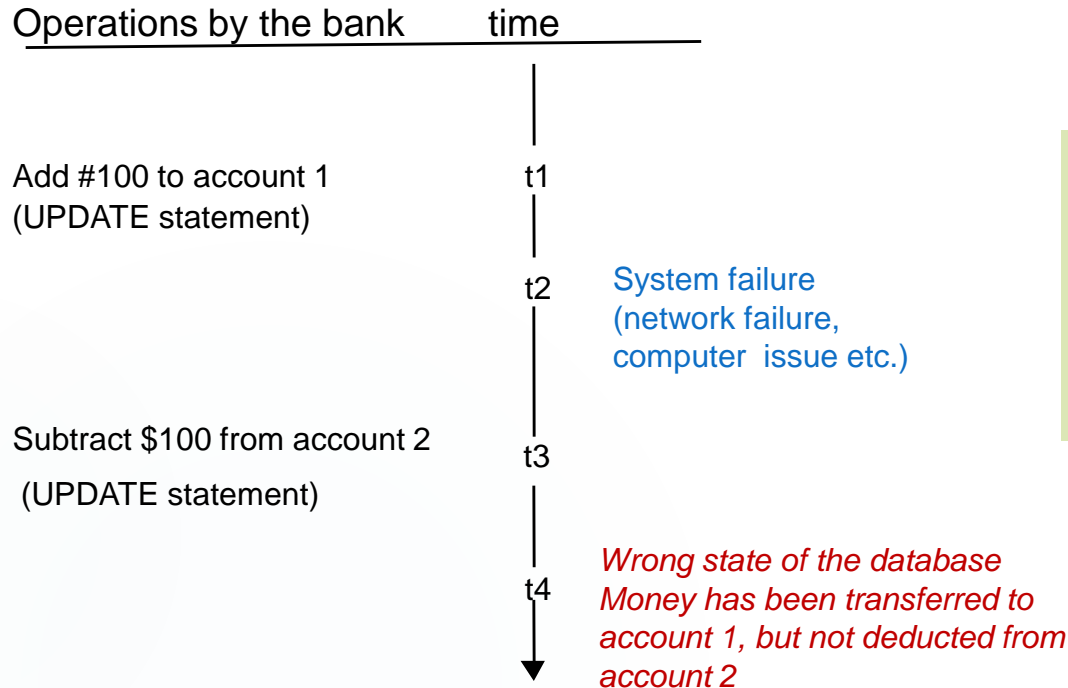 Operations by the bank time
Add #100 to account 1
(UPDATE statement)
t1
t2
System failure
(network failure,
computer issue etc.)
Subtract $100 from account 2
(UPDATE statement)
t3
t4
Wrong state of the database
Money has been transferred to
account 1, but not deducted from
account 2